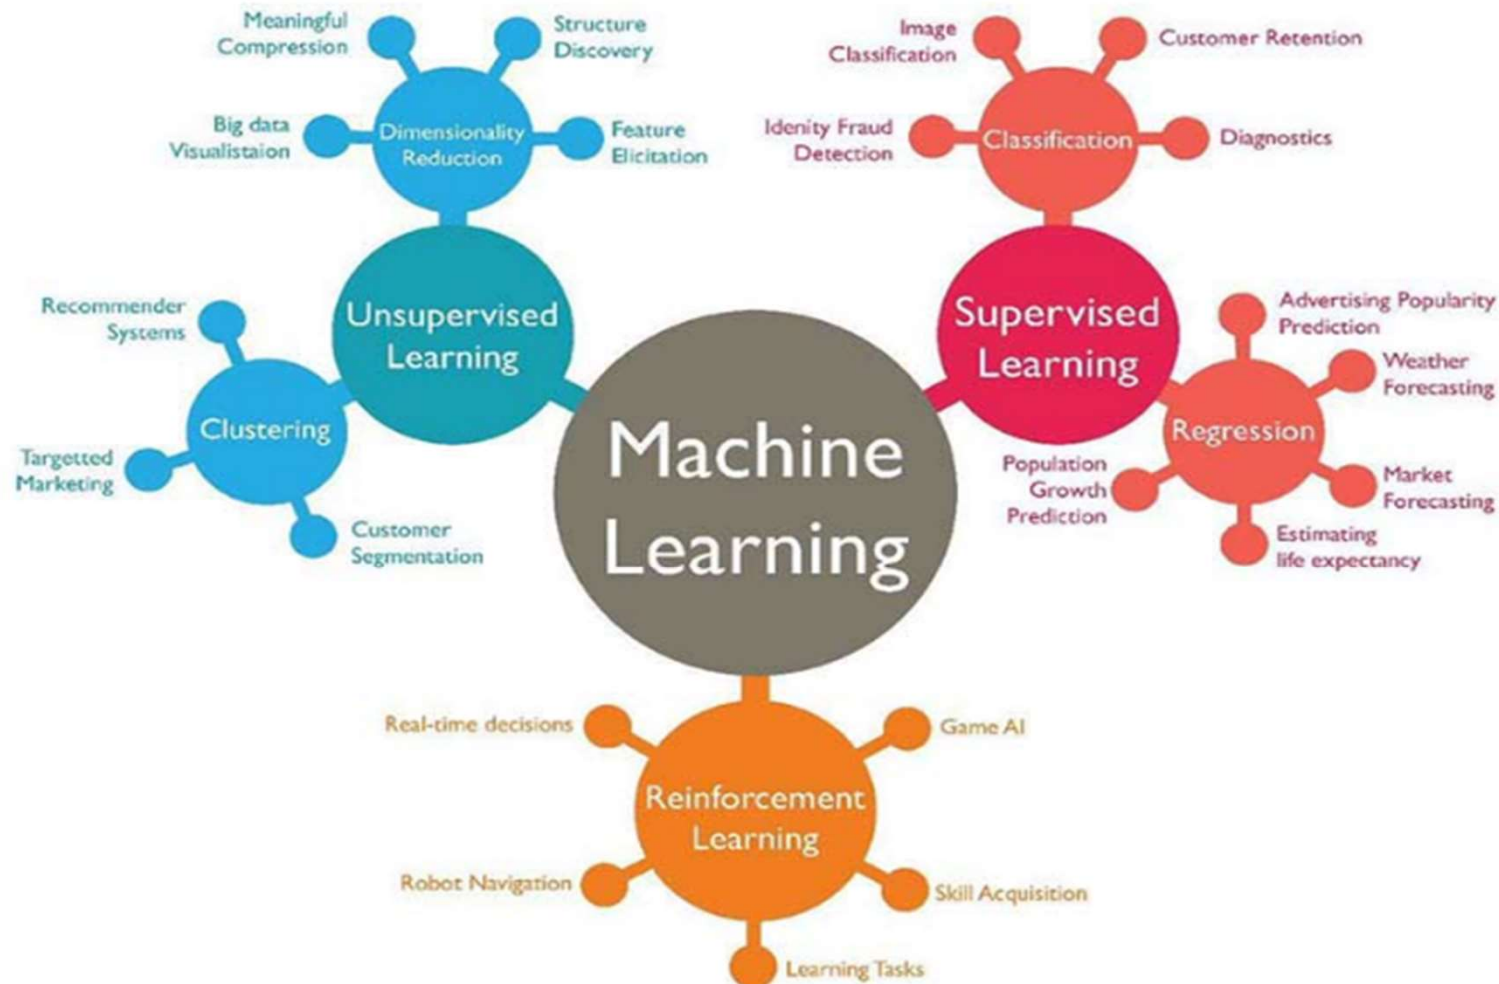 Meaningful
Compression
Structure
Discovery
Big data
Visualistaion
Dimensionality
Reduction
Feature
Elicitation
Image
Classification
Customer Retention
Idenity Fraud
Detection
Classification
Diagnostics
Recommender
Systems
Unsupervised
Learning
Clustering
Targetted
Marketing
Customer
Segmentation
Machine
Learning
Supervised
Learning
Advertising Popularity
Prediction
Weather
Forecasting
Regression
Population
Growth
Prediction
Market
Forecasting
Estimating
life expectancy
Real-time decisions
Game AI
Reinforcement
Learning
Robot Navigation
Skill Acquisition
Learning Tasks